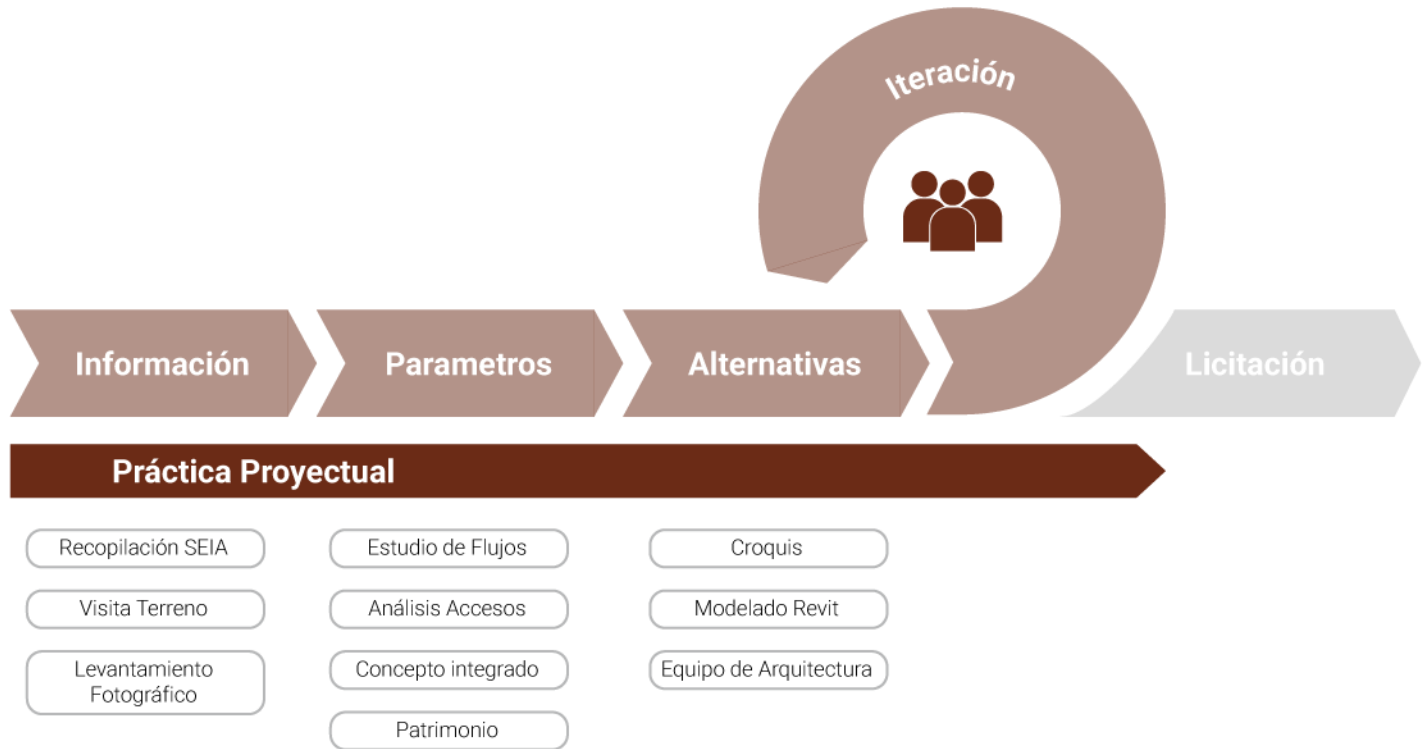 Iteración
Información
Parametros
Alternativas
Licitación
Práctica Proyectual
Recopilación SEIA
Estudio de Flujos
Croquis
Visita Terreno
Análisis Accesos
Modelado Revit
Levantamiento
Fotográfico
Concepto integrado
Equipo de Arquitectura
Patrimonio